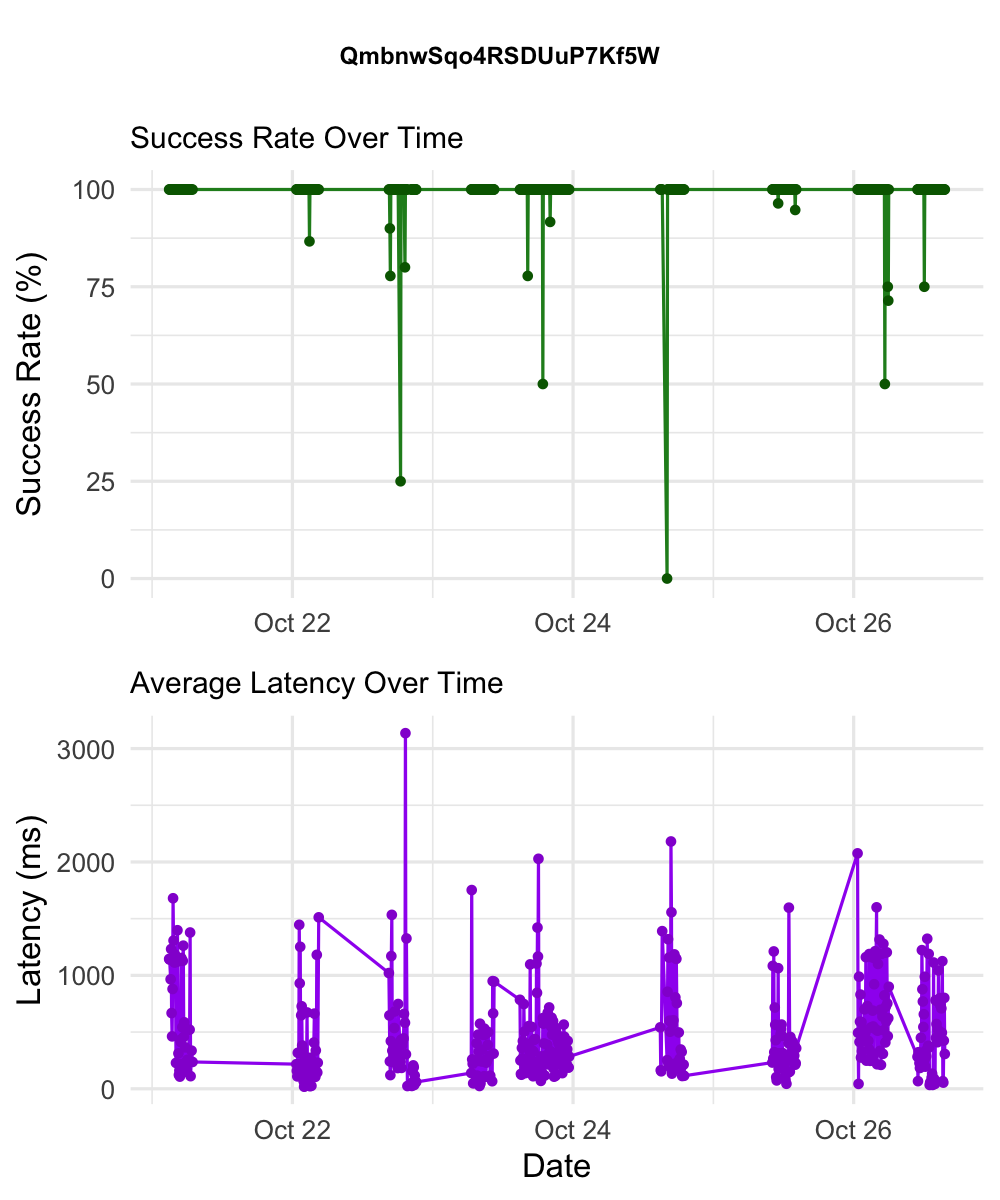 QmbnwSqo4RSDUuP7Kf5W
Success Rate Over Time
Success Rate (%)
100
75
50
25
0
Oct 22
Oct 24
Oct 26
Average Latency Over Time
Latency (ms)
3000
2000
1000
0
Oct 22
Oct 24
Oct 26
Date